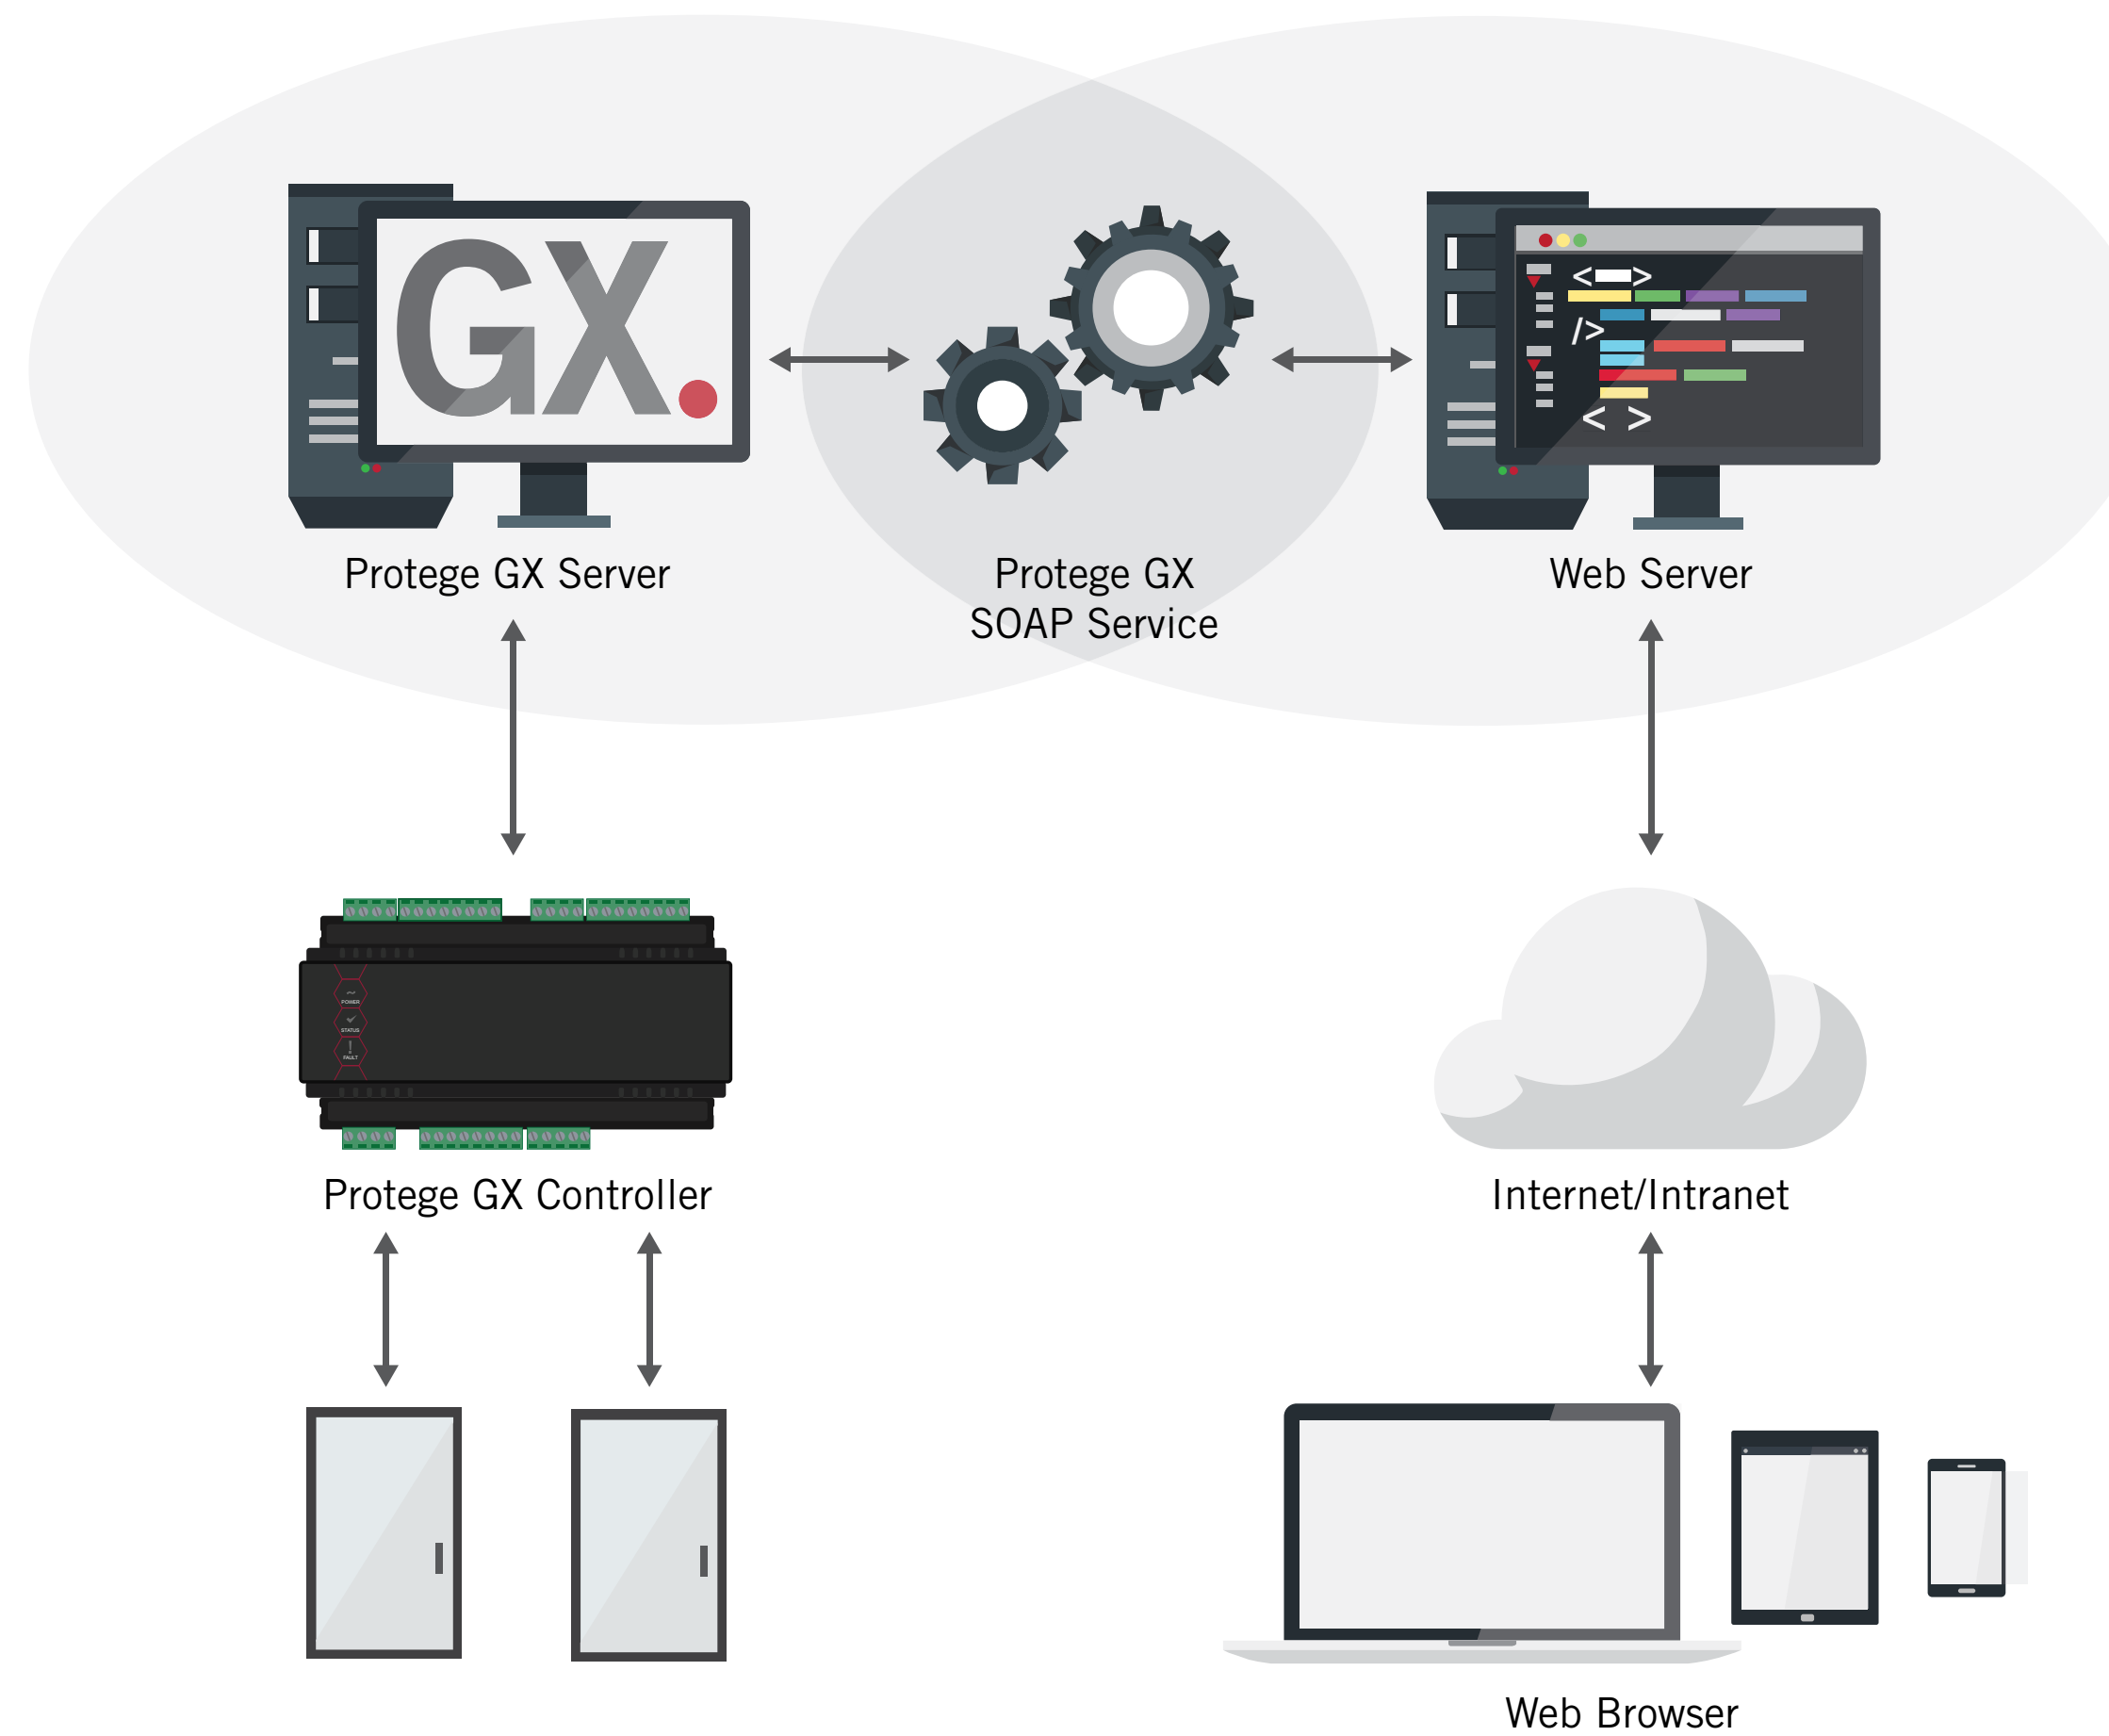 GX.
< >
/>
< >
Protege GX Server
Protege GX
SOAP Service
Web Server
POWER
STATUS
FAULT
Protege GX Controller
Internet/Intranet
Web Browser